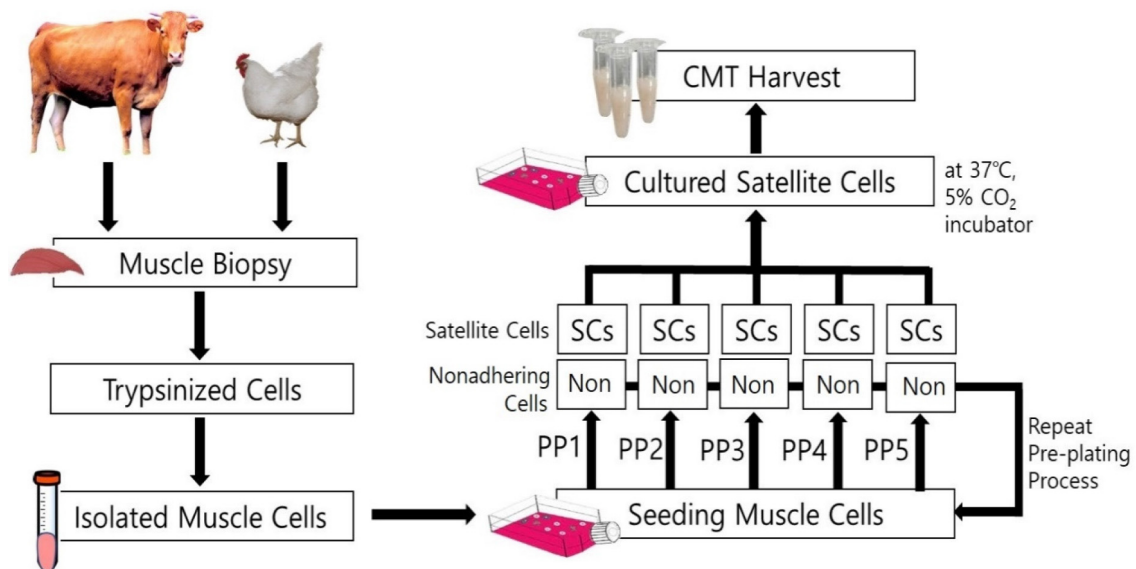 Muscle Biopsy
Trypsinized Cells
Isolated Muscle Cells
CMT Harvest
Cultured Satellite Cells
at 37℃,
5% CO₂
incubator
Satellite Cells
SCs
SCs
SCs
SCs
SCs
Nonadhering
Cells
Non
Non
Non
Non
Non
PP1
PP2
PP3
PP4
PP5
Repeat
Pre-plating
Process
Seeding Muscle Cells